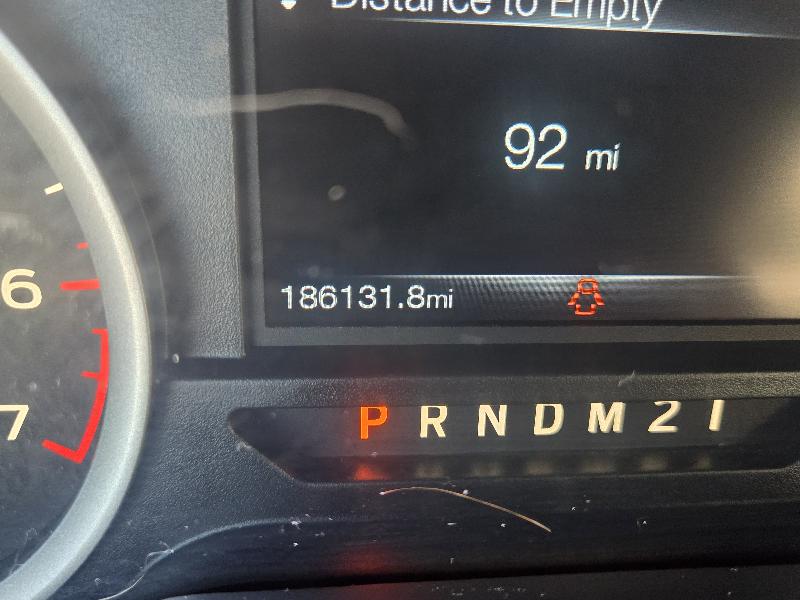 Distance to Empty
92 mi
6
186131.8mi
7
P R N D M 2 1